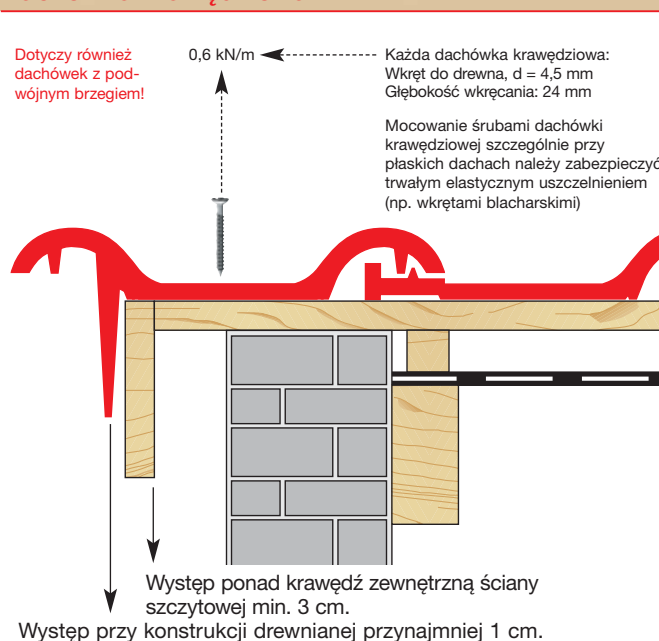 Dotyczy również
dachówek z pod-
wójnym brzegiem!
0,6 kN/m
Każda dachówka krawędziowa:
Wkręt do drewna, d = 4,5 mm
Głębokość wkręcania: 24 mm
Mocowanie śrubami dachówki
krawędziowej szczególnie przy
płaskich dachach należy zabezpieczyć
trwałym elastycznym uszczelnieniem
(np. wkrętami blacharskimi)
Występ ponad krawędź zewnętrzną ściany
szczytowej min. 3 cm.
Występ przy konstrukcji drewnianej przynajmniej 1 cm.